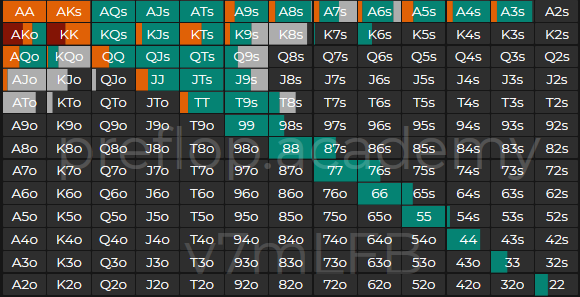 AA AKs AQs AJs ATs A9s A8s A7s A6s A5s A4s A3s A2s
AKo KK KQs KJs KTs K9s K8s K7s K6s K5s K4s K3s K2s
AQo KQo QQ QJs QTs Q9s Q8s Q7s Q6s Q5s Q4s Q3s Q2s
AJo KJo QJo JJ JTs J9s J8s J7s J6s J5s J4s J3s J2s
ATo KTo QTo JTo TT T9s T8s T7s T6s T5s T4s T3s T2s
A9o K9o Q9o J9o T9o 99 98s 97s 96s 95s 94s 93s 92s
A8o K8o Q8o J8o T8o 98o 88 87s 86s 85s 84s 83s 82s
preflop.academy
A7o K7o Q7o J7o T7o 97o 87o 77 76s 75s 74s 73s 72s
A6o K6o Q6o J6o T6o 96o 86o 76o 66 65s 64s 63s 62s
A5o K5o Q5o J5o T5o 95o 85o 75o 65o 55 54s 53s 52s
A4o K4o Q4o J4o T4o 94o 84o 74o 64o 54o 44 43s 42s
v7mLFB
A3o K3o Q3o J3o T3o 93o 83o 73o 63o 53o 43o 33 32s
A2o K2o Q2o J2o T2o 92o 82o 72o 62o 52o 42o 32o 22